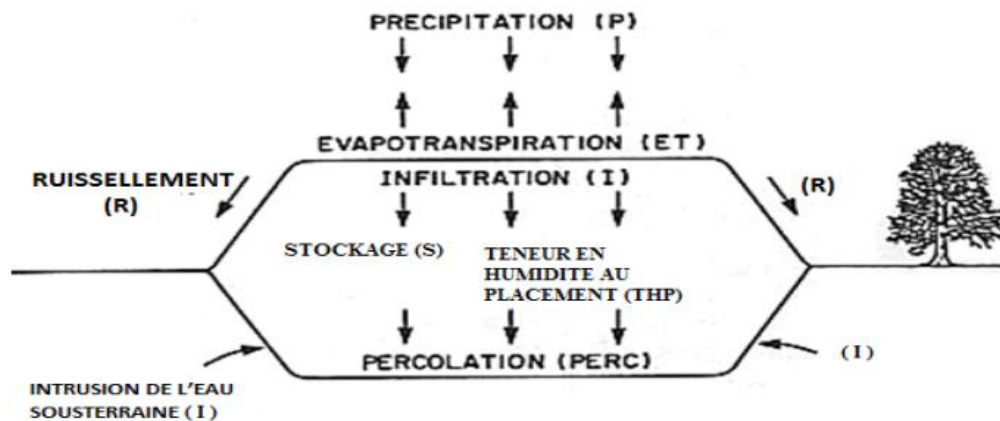 PRECIPITATION (P)
EVAPOTRANSPIRATION (ET)
RUISSELLEMENT
(R)
INFILTRATION (I)
(R)
STOCKAGE (S)
TENEUR EN
HUMIDITE AU
PLACEMENT (THP)
PERCOLATION (PERC)
(I)
INTRUSION DE L'EAU
SOUSTERRAINE (I)